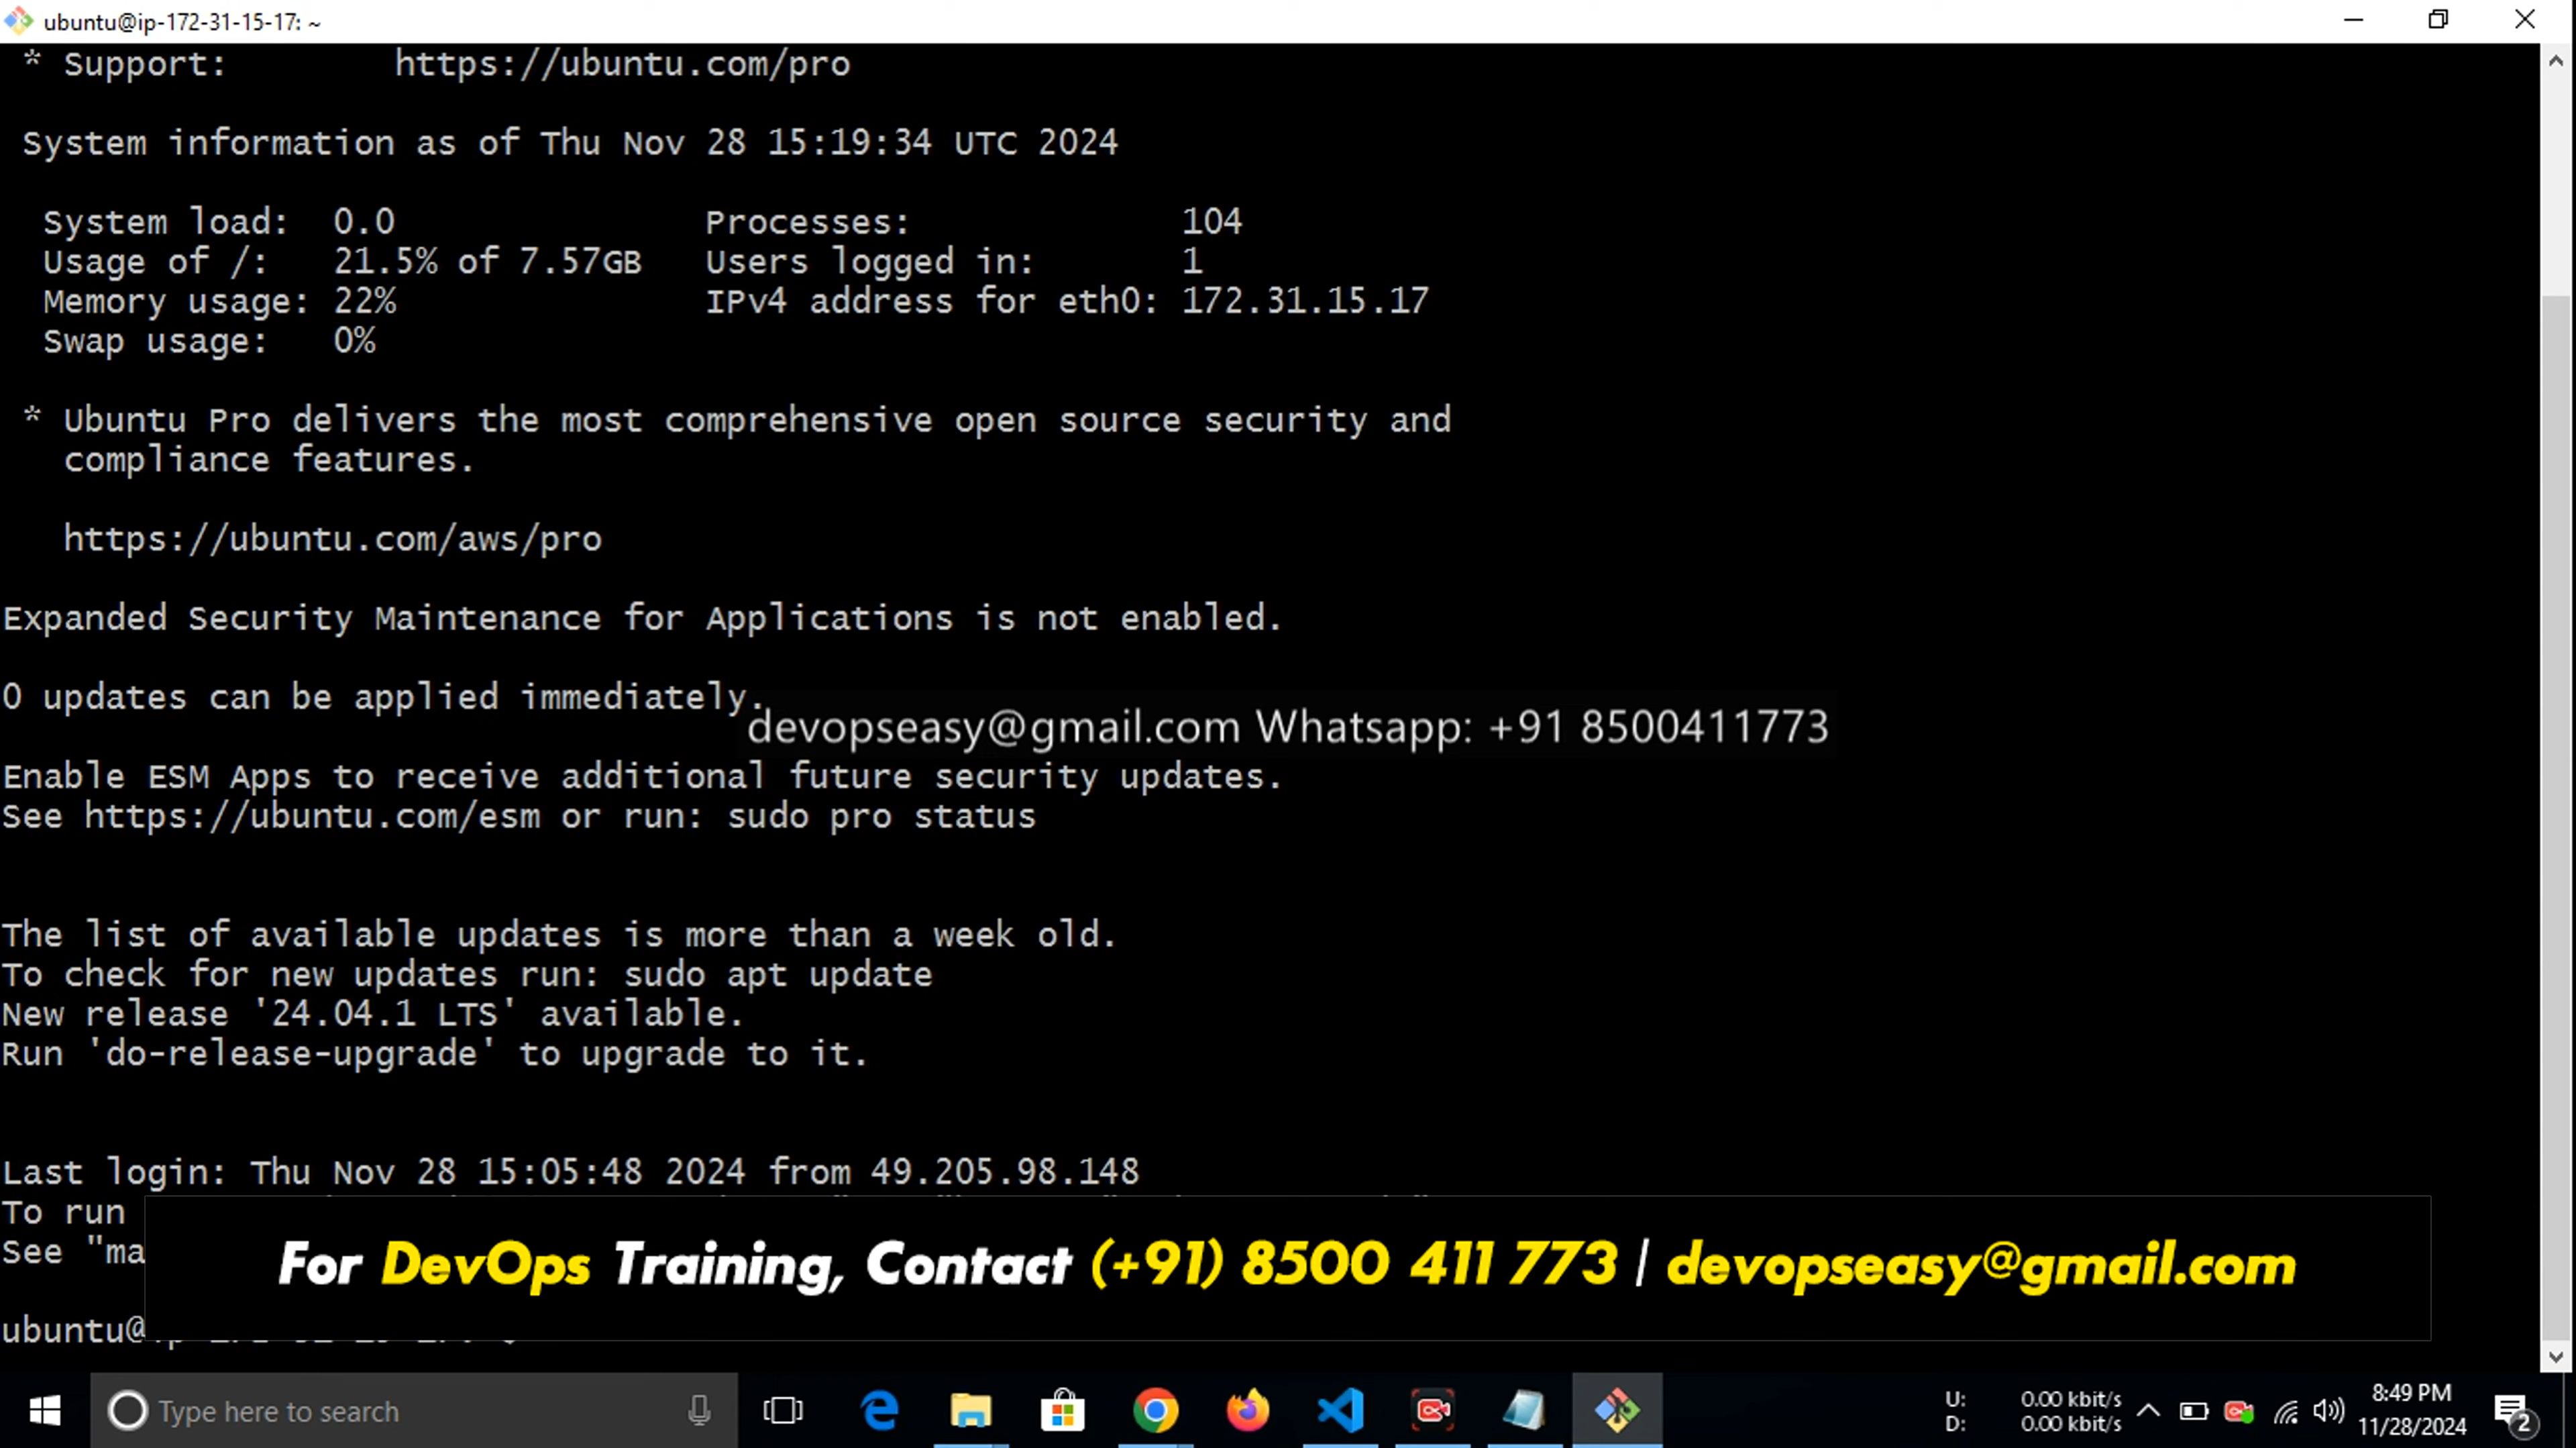 ubuntu@ip-172-31-15-17: ~
* Support: https://ubuntu.com/pro
System information as of Thu Nov 28 15:19:34 UTC 2024
System load: 0.0 Processes: 104
Usage of /: 21.5% of 7.57GB Users logged in: 1
Memory usage: 22% IPv4 address for eth0: 172.31.15.17
Swap usage: 0%
* Ubuntu Pro delivers the most comprehensive open source security and
compliance features.
https://ubuntu.com/aws/pro
Expanded Security Maintenance for Applications is not enabled.
0 updates can be applied immediately.
devopseasy@gmail.com Whatsapp: +91 8500411773
Enable ESM Apps to receive additional future security updates.
See https://ubuntu.com/esm or run: sudo pro status
The list of available updates is more than a week old.
To check for new updates run: sudo apt update
New release '24.04.1 LTS' available.
Run 'do-release-upgrade' to upgrade to it.
Last login: Thu Nov 28 15:05:48 2024 from 49.205.98.148
To run
See "ma
For DevOps Training, Contact (+91) 8500 411 773 | devopseasy@gmail.com
ubuntu@
Type here to search
U: 0.00 kbit/s
D: 0.00 kbit/s
8:49 PM
11/28/2024
2